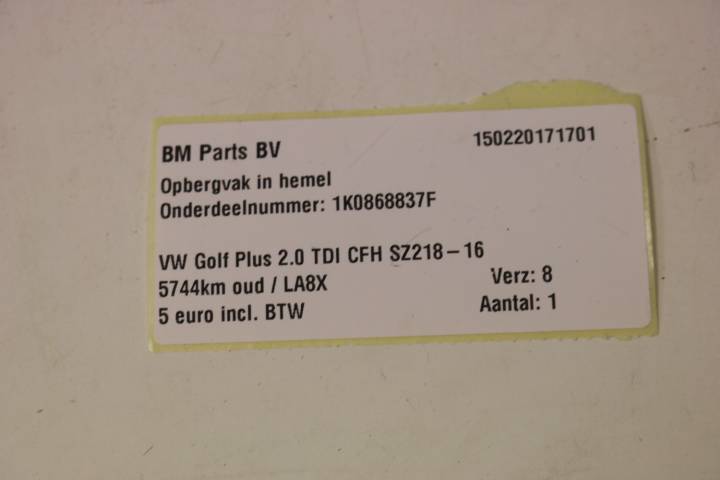 BM Parts BV 150220171701
Opbergvak in hemel
Onderdeelnummer: 1K0868837F
VW Golf Plus 2.0 TDI CFH SZ218-16
5744km oud / LA8X Verz: 8
5 euro incl. BTW Aantal: 1